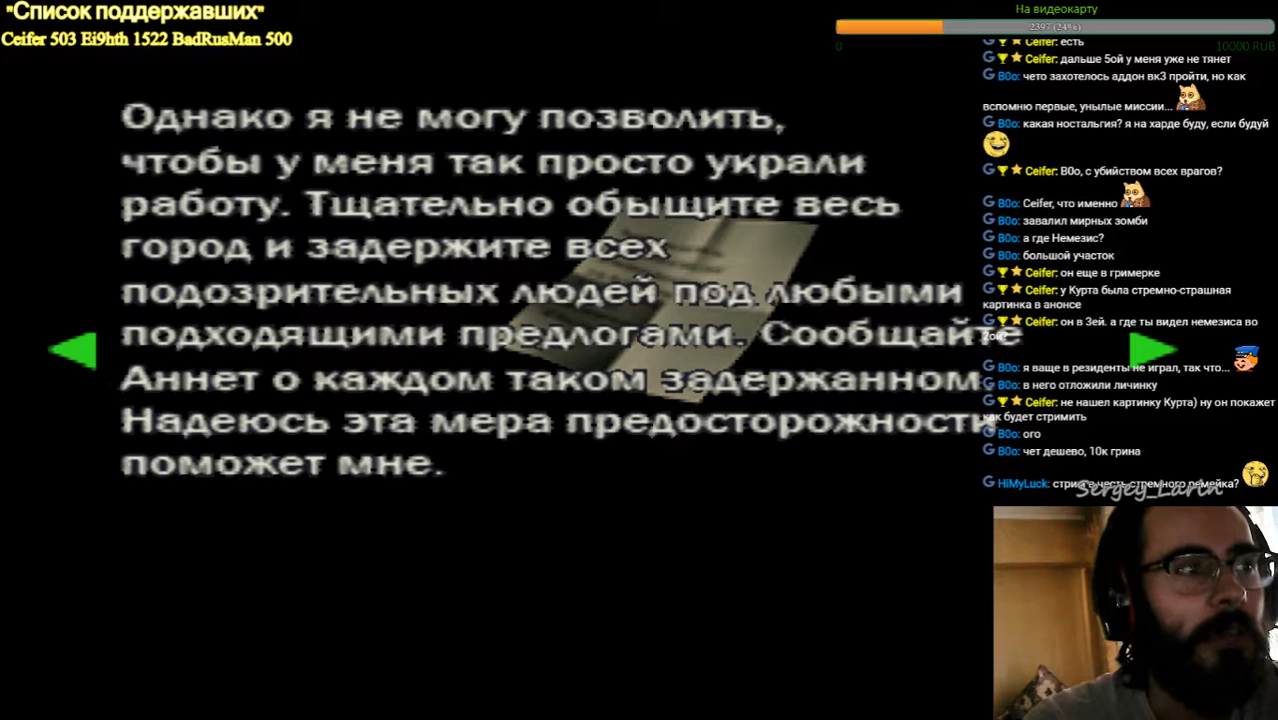 "Список поддержавших"
Ceifer 503 Ei9hth 1522 BadRusMan 500
На видеокарту
2397 (24%)
0
10000 RUB
Однако я не могу позволить,
чтобы у меня так просто украли
работу. Тщательно обыщите весь
город и задержите всех
подозрительных людей под любыми
подходящими предлогами. Сообщайте
Аннет о каждом таком задержанном.
Надеюсь эта мера предосторожности
поможет мне.
Ceifer: есть
Ceifer: дальше 5ой у меня уже не тянет
B0o: чето захотелось аддон вк3 пройти, но как
вспомню первые, унылые миссии...
B0o: какая ностальгия? я на харде буду, если будуй
Ceifer: B0o, с убийством всех врагов?
B0o: Ceifer, что именно
B0o: завалил мирных зомби
B0o: а где Немезис?
B0o: большой участок
Ceifer: он еще в гримерке
Ceifer: у Курта была стремно-страшная
картинка в анонсе
Ceifer: он в 3ей. а где ты видел немезиса во
2ой?
B0o: я ваще в резиденты не играл, так что...
B0o: в него отложили личинку
Ceifer: не нашел картинку Курта) ну он покажет
как будет стримить
B0o: ого
B0o: чет дешево, 10к грина
HiMyLuck: стрим в честь стремного ремейка?
Sergey_Larin